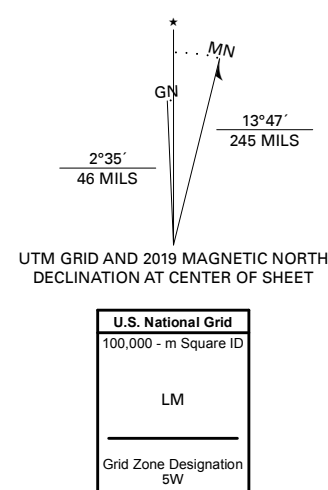 ★
MN
GN
13°47´
245 MILS
2°35´
46 MILS
UTM GRID AND 2019 MAGNETIC NORTH
DECLINATION AT CENTER OF SHEET
U.S. National Grid
100,000 - m Square ID
LM
Grid Zone Designation
5W